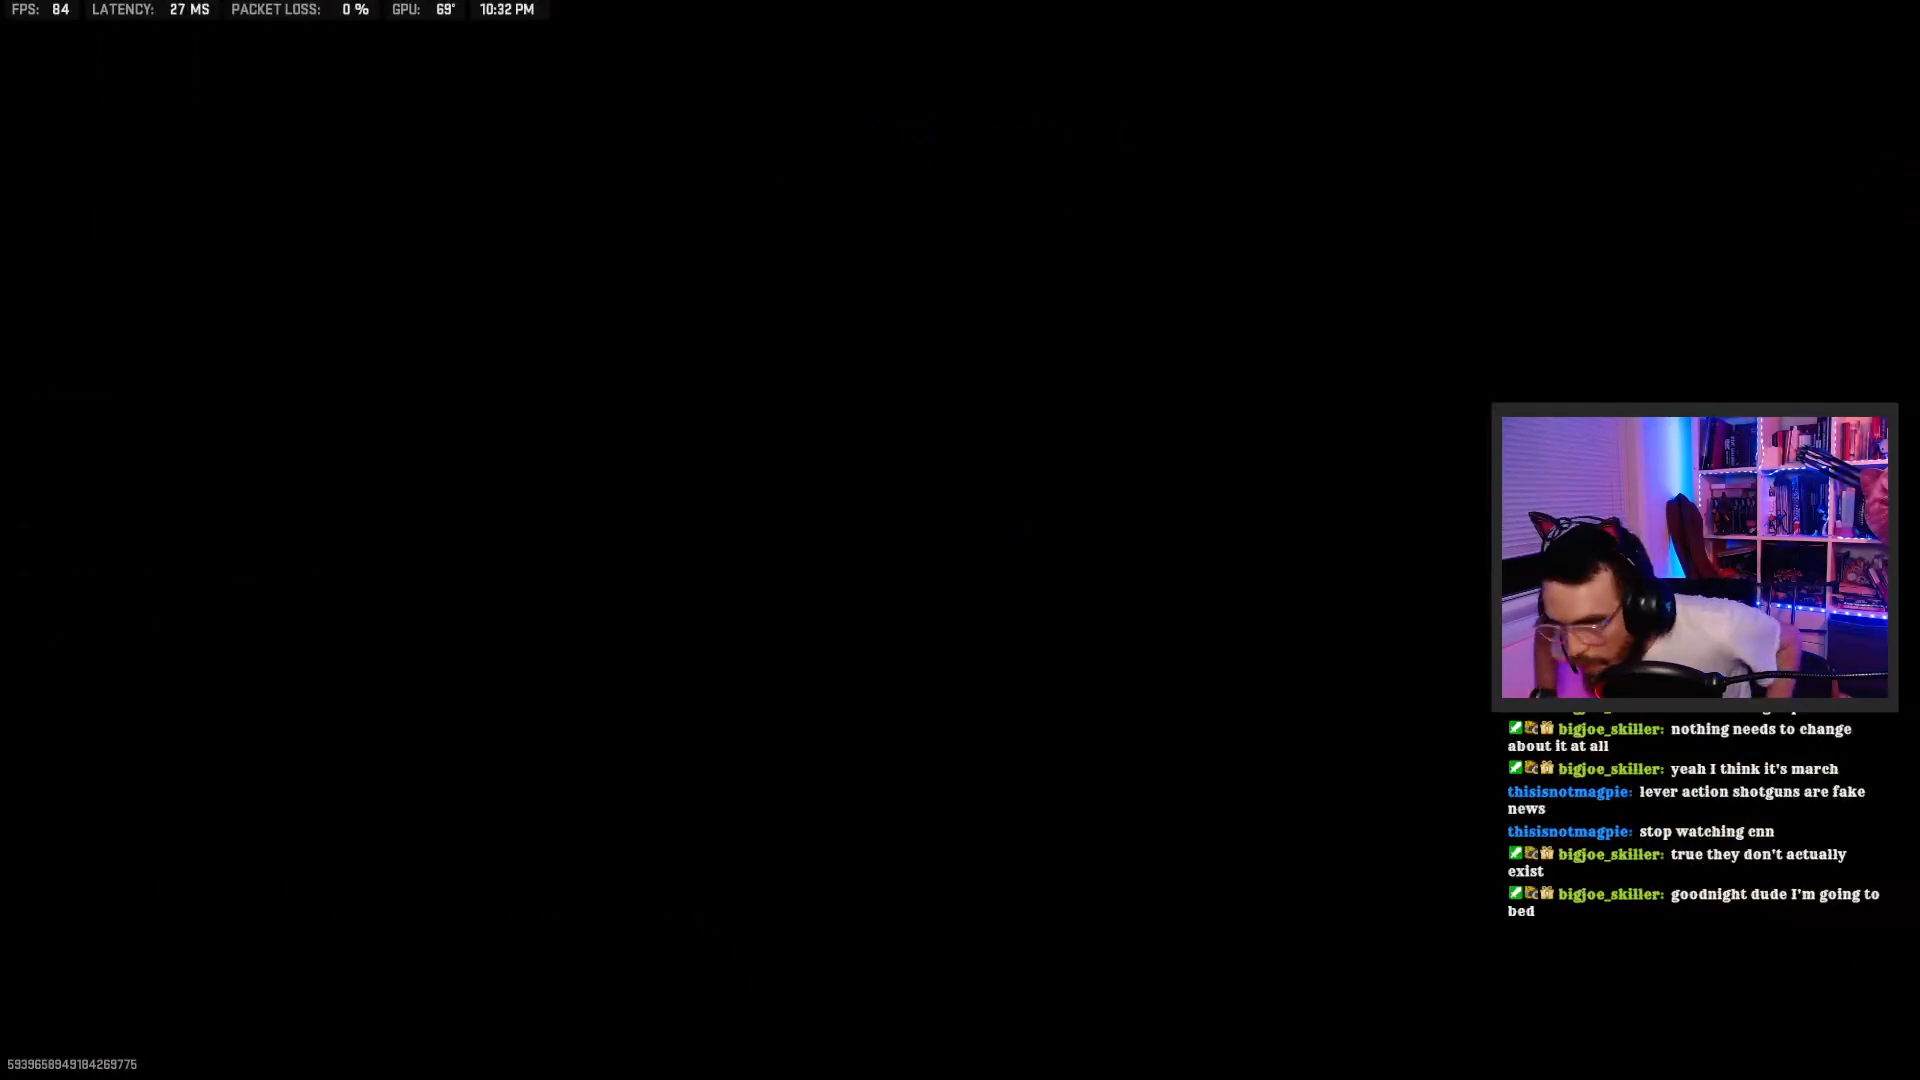 FPS: 84 LATENCY: 27 MS PACKET LOSS: 0 % GPU: 69° 10:32 PM
bigjoe_skiller: nothing needs to change
about it at all
bigjoe_skiller: yeah I think it's march
thisisnotmagpie: lever action shotguns are fake
news
thisisnotmagpie: stop watching cnn
bigjoe_skiller: true they don't actually
exist
bigjoe_skiller: goodnight dude I'm going to
bed
5939658949184269775